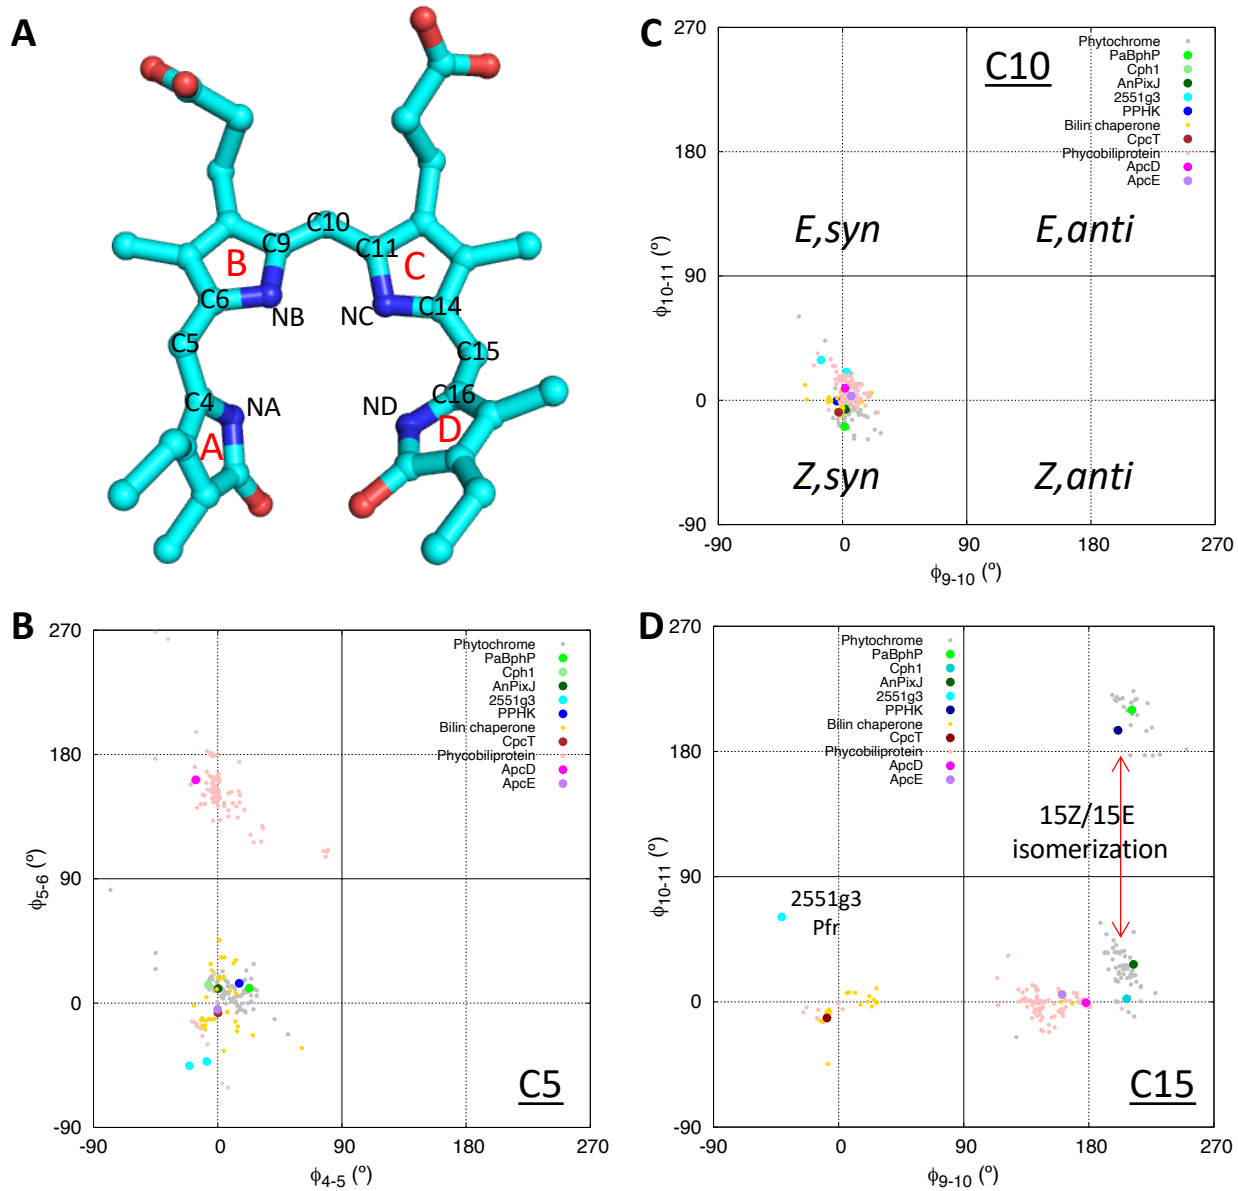 A
C10
C9
C11
B
C
C6
NB
NC
C14
C5
C15
C4
NA
ND
C16
A
D
B
270
180
90
0
-90
-90
0
90
180
270
ϕ5-6 (º)
ϕ4-5 (º)
Phytochrome
PaBphP
Cph1
AnPixJ
2551g3
PPHK
Bilin chaperone
CpcT
Phycobiliprotein
ApcD
ApcE
C5
C
270
180
90
0
-90
-90
0
90
180
270
ϕ10-11 (º)
ϕ9-10 (º)
C10
Phytochrome
PaBphP
Cph1
AnPixJ
2551g3
PPHK
Bilin chaperone
CpcT
Phycobiliprotein
ApcD
ApcE
E,syn
E,anti
Z,syn
Z,anti
D
270
180
90
0
-90
-90
0
90
180
270
ϕ10-11 (º)
ϕ9-10 (º)
Phytochrome
PaBphP
Cph1
AnPixJ
2551g3
PPHK
Bilin chaperone
CpcT
Phycobiliprotein
ApcD
ApcE
15Z/15E
isomerization
2551g3
Pfr
C15